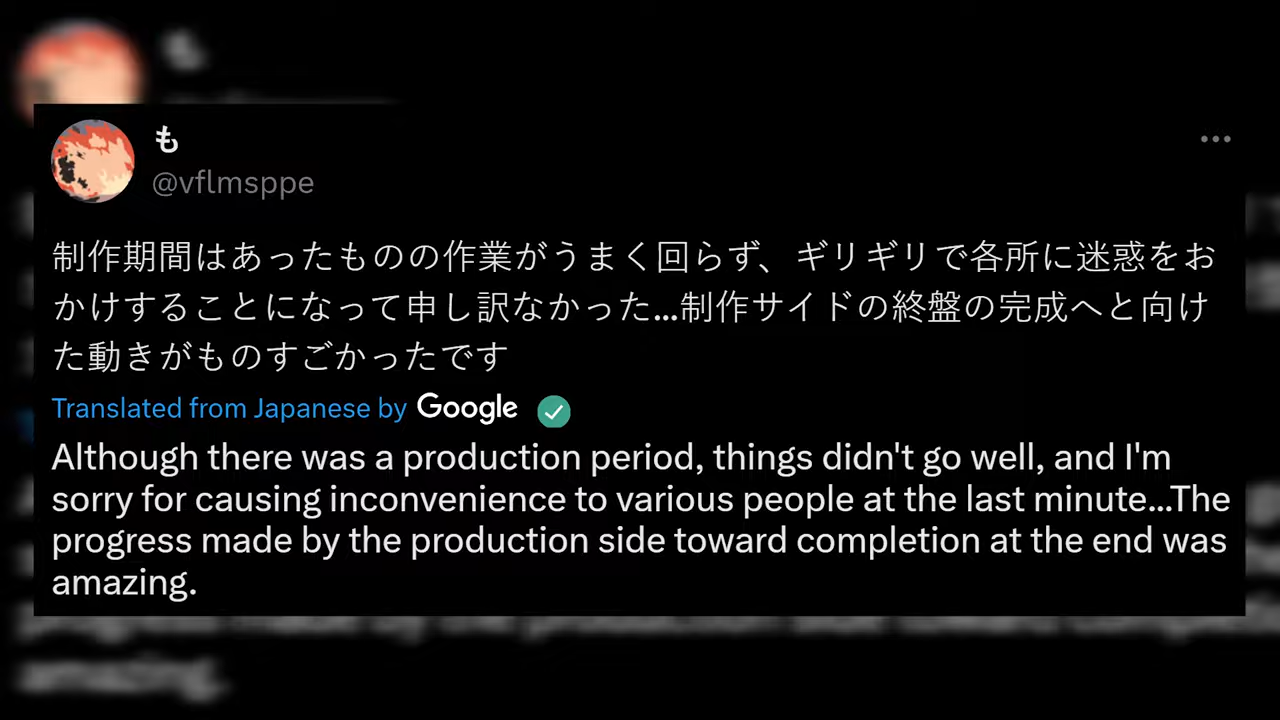 も
@vflmsppe
制作期間はあったものの作業がうまく回らず、ギリギリで各所に迷惑をお
かけすることになって申し訳なかった...制作サイドの終盤の完成へと向け
た動きがものすごかったです
Translated from Japanese by Google
Although there was a production period, things didn't go well, and I'm
sorry for causing inconvenience to various people at the last minute...The
progress made by the production side toward completion at the end was
amazing.